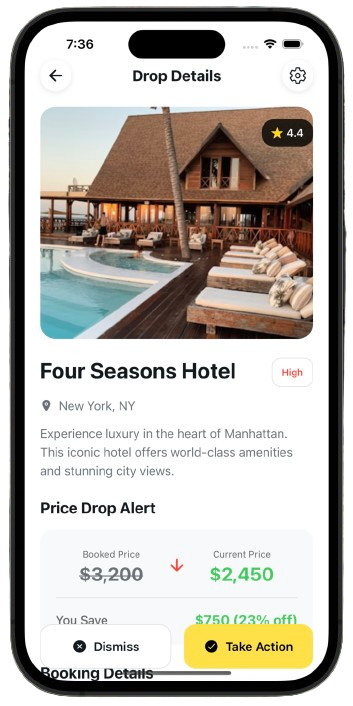 7:36
Drop Details
4.4
Four Seasons Hotel
High
New York, NY
Experience luxury in the heart of Manhattan.
This iconic hotel offers world-class amenities
and stunning city views.
Price Drop Alert
Booked Price
Current Price
$3,200
$2,450
You Save
$750 (23% off)
Dismiss
Take Action
Booking Details